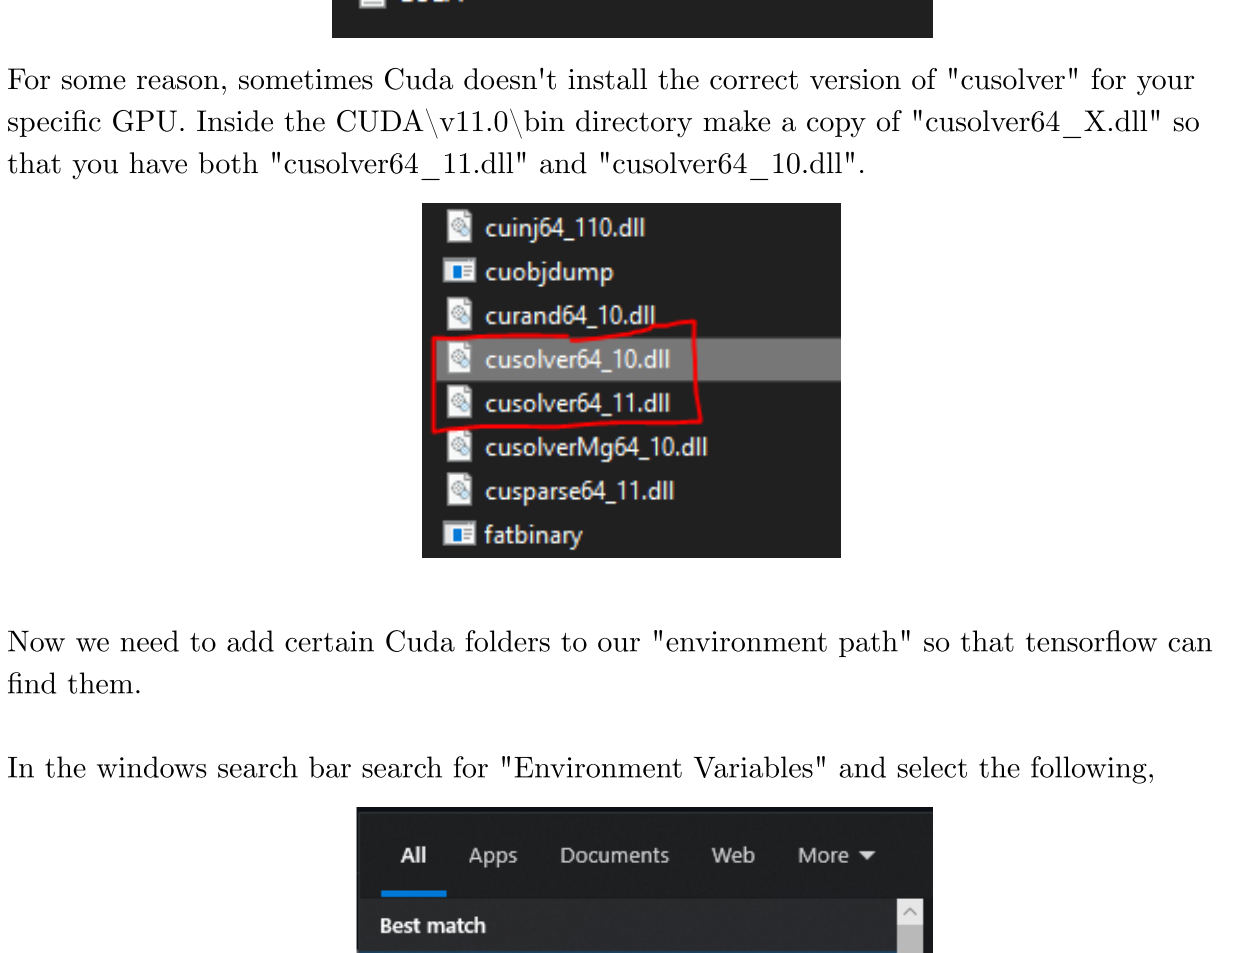 For some reason, sometimes Cuda doesn't install the correct version of "cusolver" for your
specific GPU. Inside the CUDA\v11.0\bin directory make a copy of "cusolver64_X.dll" so
that you have both "cusolver64_11.dll" and "cusolver64_10.dll".
cuinj64_110.dll
cuobjdump
curand64_10.dll
cusolver64_10.dll
cusolver64_11.dll
cusolverMg64_10.dll
cusparse64_11.dll
fatbinary
Now we need to add certain Cuda folders to our "environment path" so that tensorflow can
find them.
In the windows search bar search for "Environment Variables" and select the following,
All Apps Documents Web More
Best match